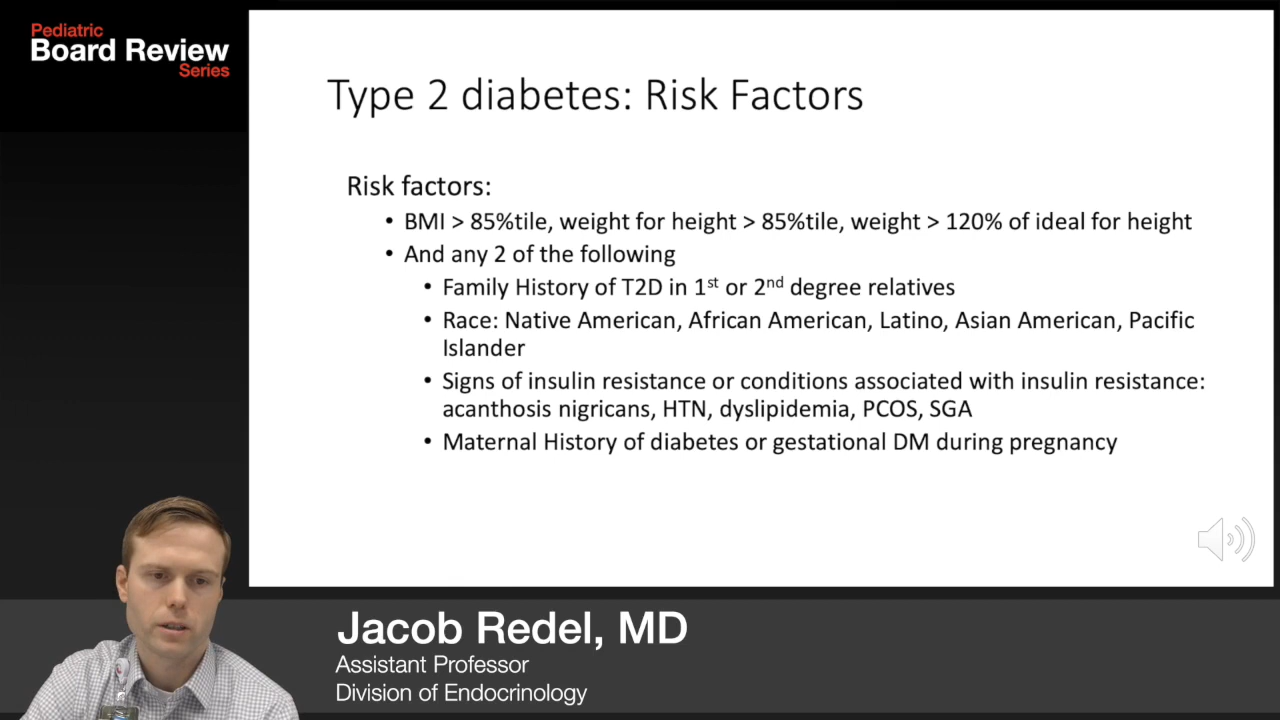 Pediatric
Board Review
Series
Type 2 diabetes: Risk Factors
Risk factors:
• BMI > 85%tile, weight for height > 85%tile, weight > 120% of ideal for height
• And any 2 of the following
• Family History of T2D in 1st or 2nd degree relatives
• Race: Native American, African American, Latino, Asian American, Pacific
Islander
• Signs of insulin resistance or conditions associated with insulin resistance:
acanthosis nigricans, HTN, dyslipidemia, PCOS, SGA
• Maternal History of diabetes or gestational DM during pregnancy
Jacob Redel, MD
Assistant Professor
Division of Endocrinology